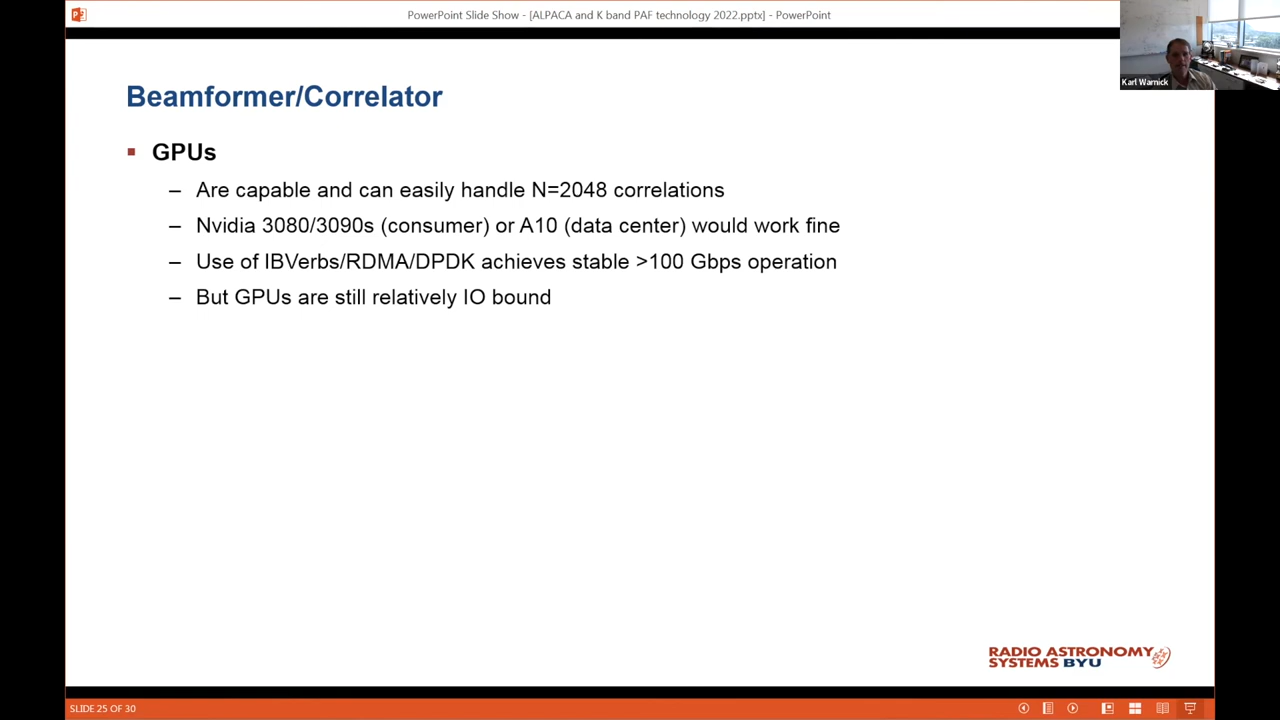 PowerPoint Slide Show - [ALPACA and K band PAF technology 2022.pptx] - PowerPoint
Karl Warnick
Beamformer/Correlator
▪ GPUs
– Are capable and can easily handle N=2048 correlations
– Nvidia 3080/3090s (consumer) or A10 (data center) would work fine
– Use of IBVerbs/RDMA/DPDK achieves stable >100 Gbps operation
– But GPUs are still relatively IO bound
RADIO ASTRONOMY
SYSTEMS BYU
SLIDE 25 OF 30